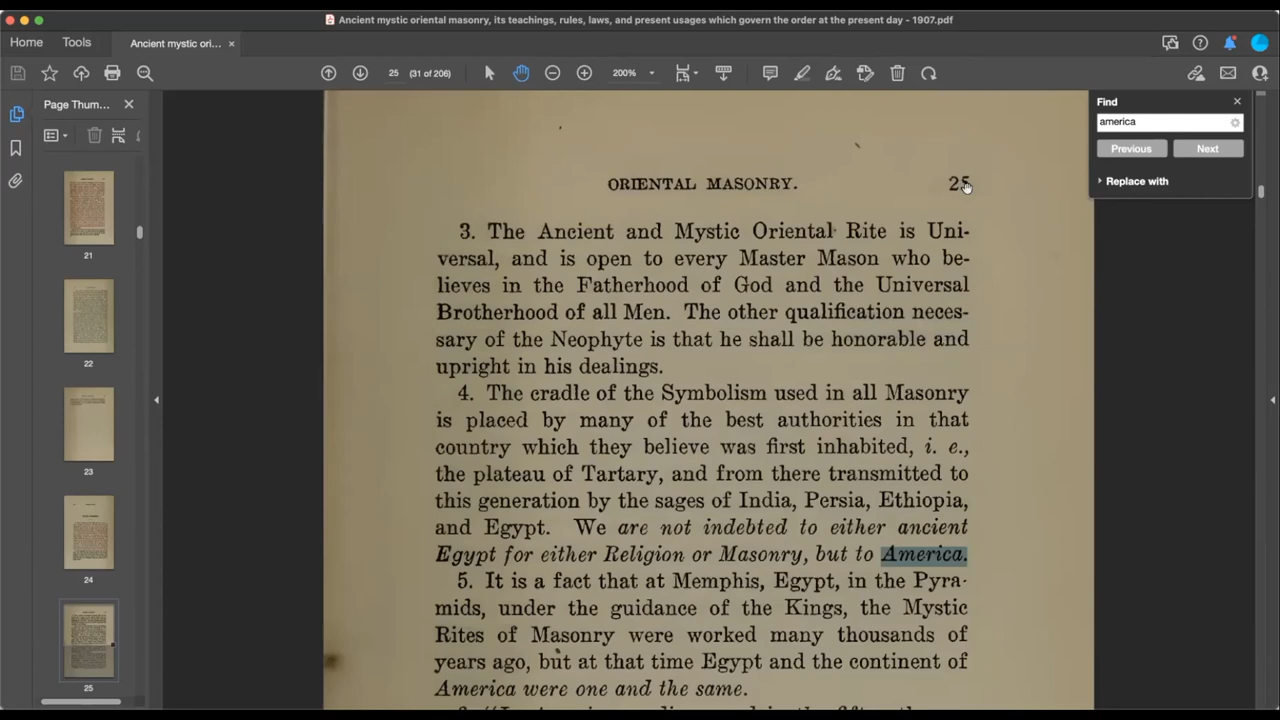 Ancient mystic oriental masonry, its teachings, rules, laws, and present usages which govern the order at the present day - 1907.pdf
Home
Tools
Ancient mystic ori...
25
(31 of 206)
200%
Page Thum...
21
22
23
24
25
Find
america
Previous
Next
Replace with
ORIENTAL MASONRY.
25
3. The Ancient and Mystic Oriental Rite is Uni-
versal, and is open to every Master Mason who be-
lieves in the Fatherhood of God and the Universal
Brotherhood of all Men. The other qualification neces-
sary of the Neophyte is that he shall be honorable and
upright in his dealings.
4. The cradle of the Symbolism used in all Masonry
is placed by many of the best authorities in that
country which they believe was first inhabited, i. e.,
the plateau of Tartary, and from there transmitted to
this generation by the sages of India, Persia, Ethiopia,
and Egypt. We are not indebted to either ancient
Egypt for either Religion or Masonry, but to America.
5. It is a fact that at Memphis, Egypt, in the Pyra-
mids, under the guidance of the Kings, the Mystic
Rites of Masonry were worked many thousands of
years ago, but at that time Egypt and the continent of
America were one and the same.